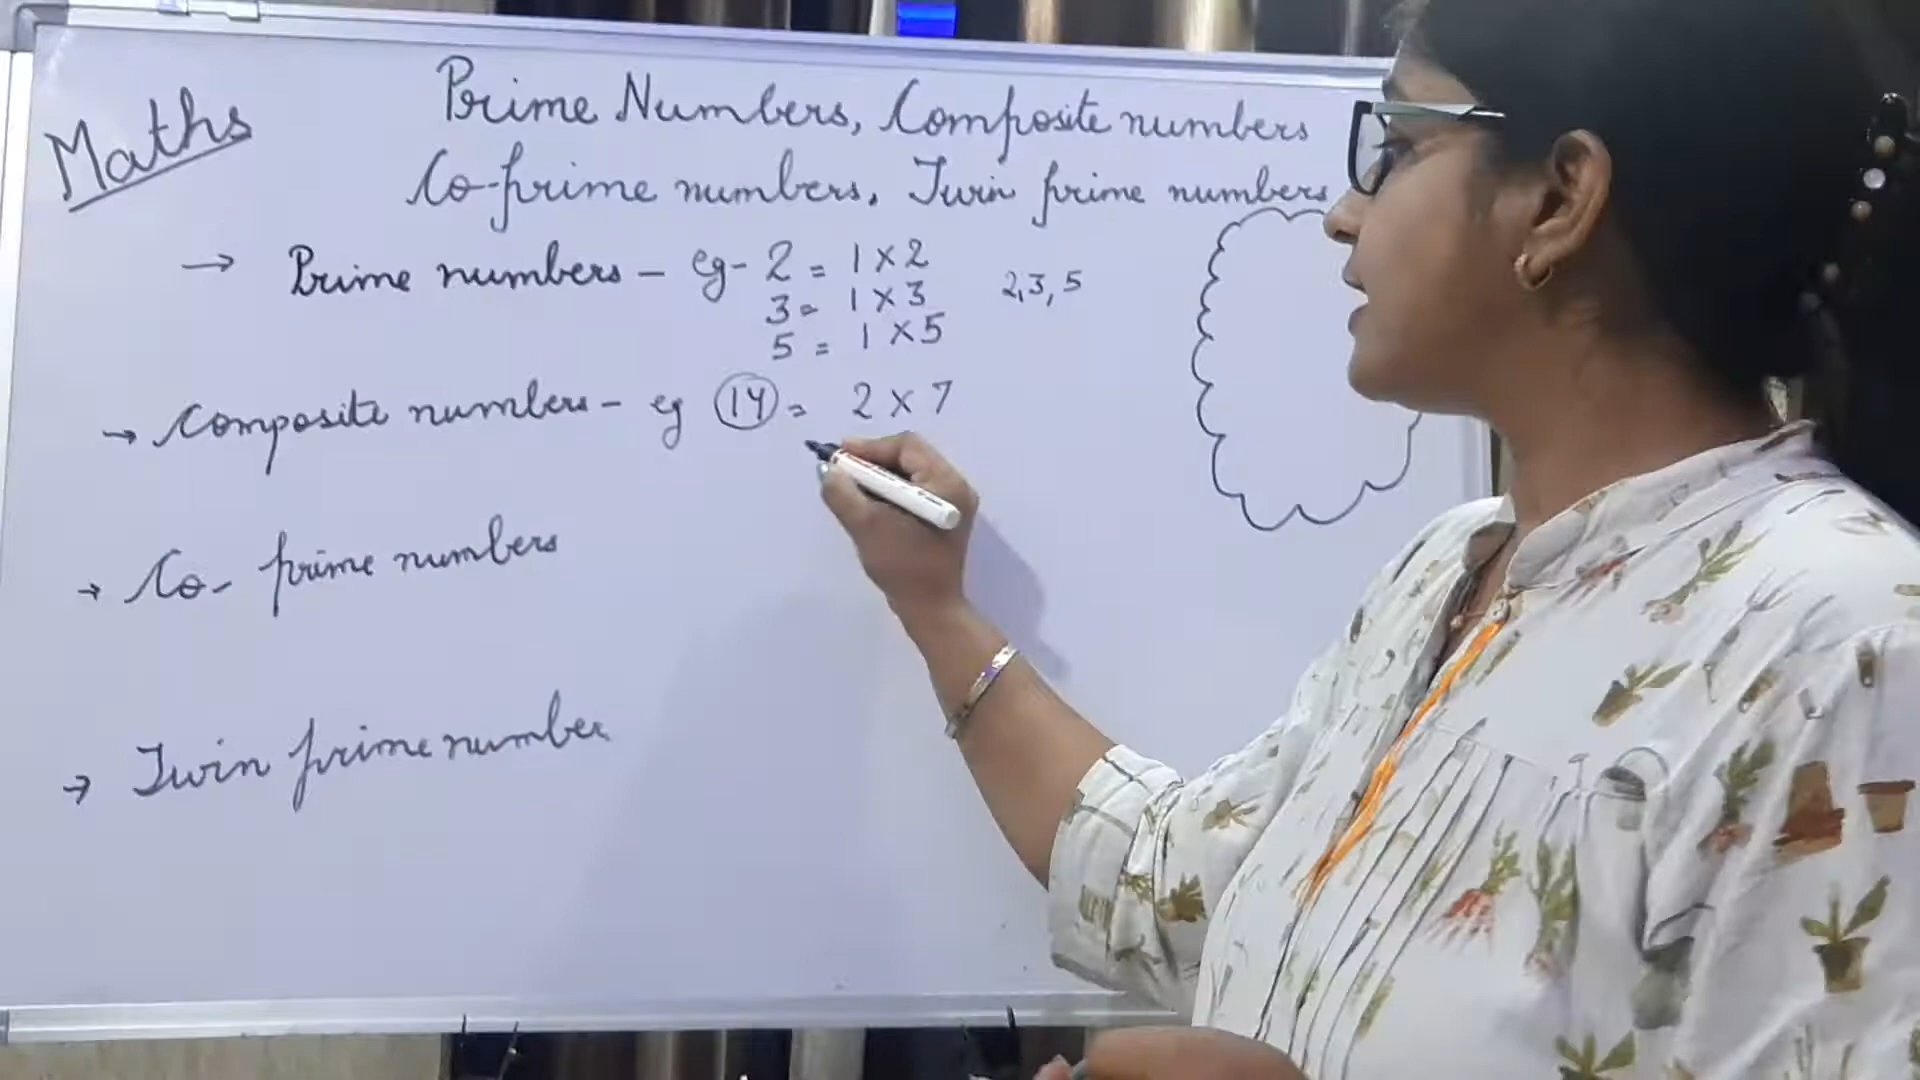 Maths
Prime Numbers, Composite numbers
Co-prime numbers, Twin prime numbers
→ Prime numbers - eg- 2 = 1 x 2
3 = 1 x 3
5 = 1 x 5
2,3,5
→ Composite numbers - eg 14 = 2 x 7
→ Co- prime numbers
→ Twin prime number